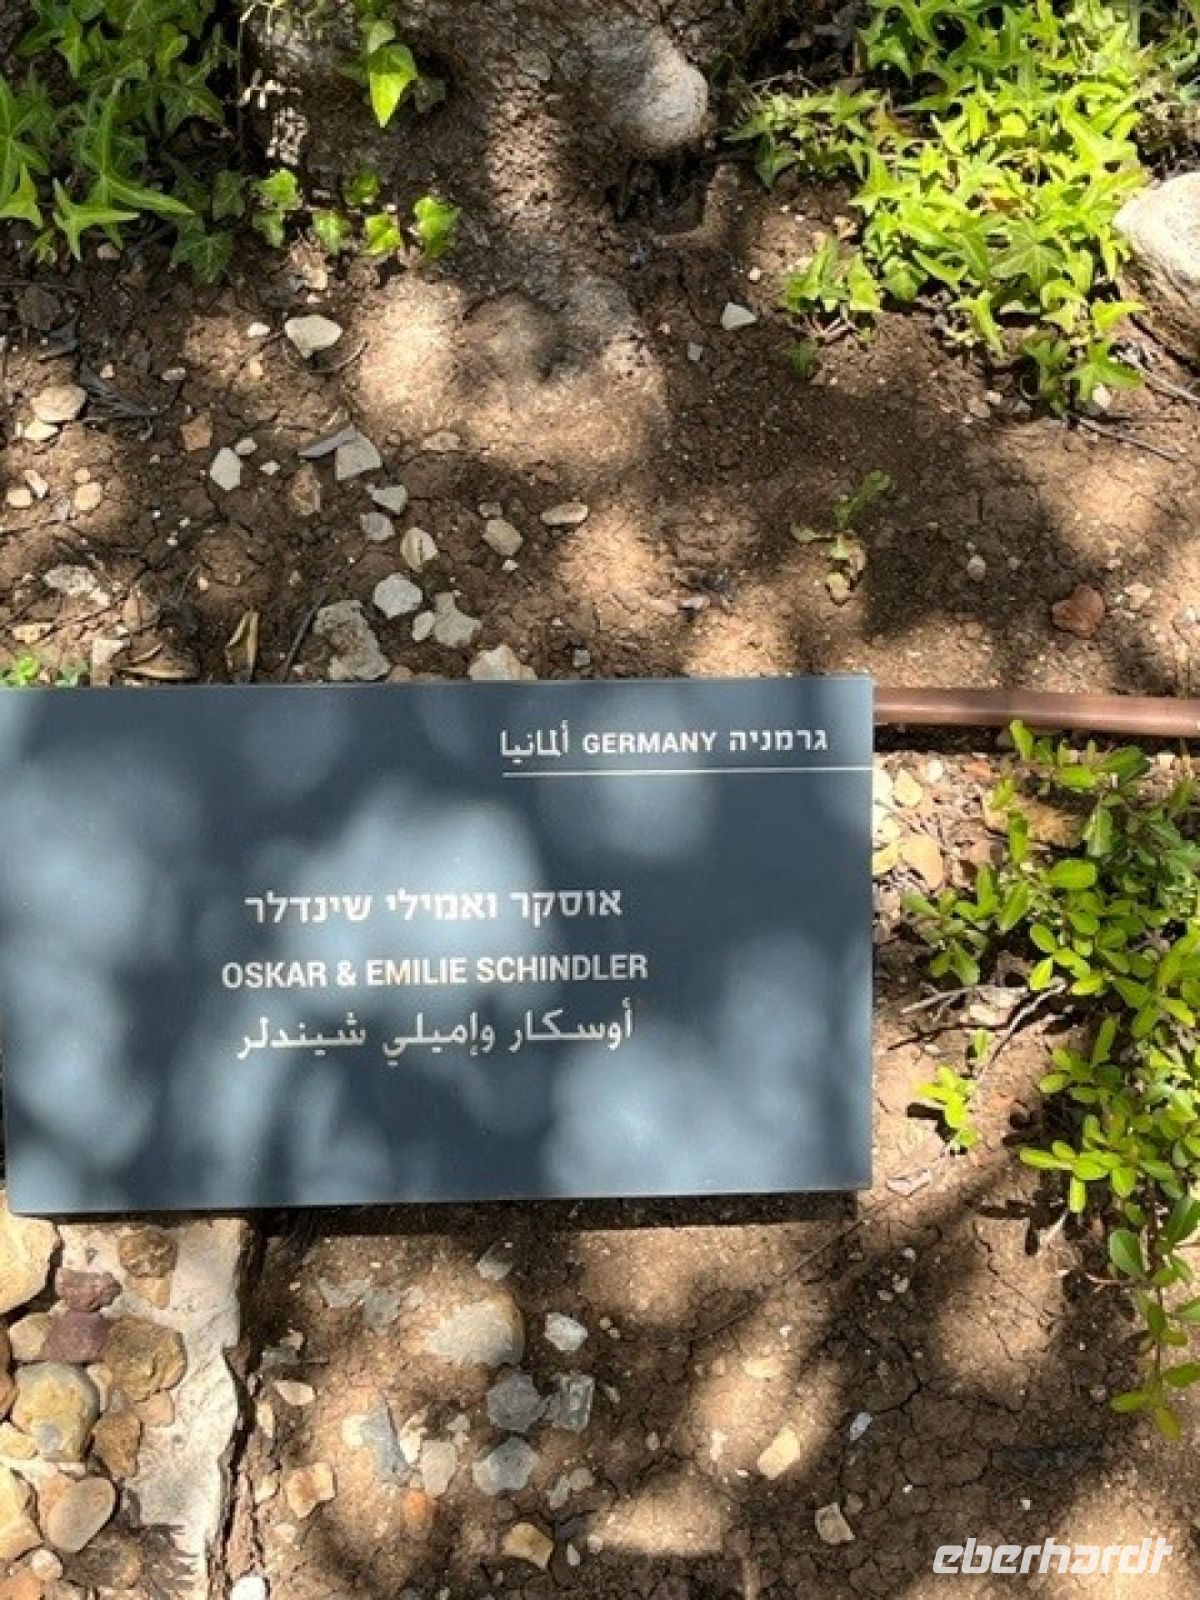 גרמניה GERMANY ألمانيا
אוסקר ואמילי שינדלר
OSKAR & EMILIE SCHINDLER
أوسكار وإميلي شيندلر
eberhardt